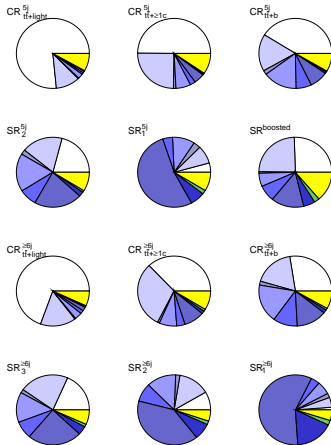 CR 5j tt̄+light CR 5j tt̄+≥1c CR 5j tt̄+b
SR 5j 2 SR 5j 1 SR boosted
CR ≥6j tt̄+light CR ≥6j tt̄+≥1c CR ≥6j tt̄+b
SR ≥6j 3 SR ≥6j 2 SR ≥6j 1